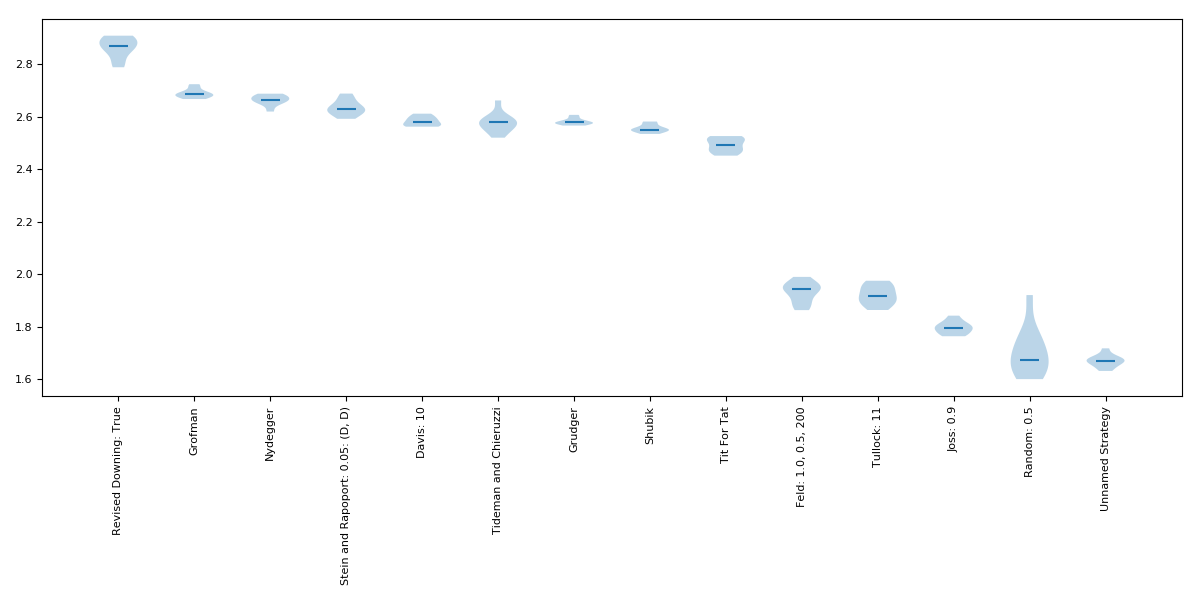 2.8
2.6
2.4
2.2
2.0
1.8
1.6
Revised Downing: True
Grofman
Nydegger
Stein and Rapoport: 0.05: (D, D)
Davis: 10
Tideman and Chieruzzi
Grudger
Shubik
Tit For Tat
Feld: 1.0, 0.5, 200
Tullock: 11
Joss: 0.9
Random: 0.5
Unnamed Strategy